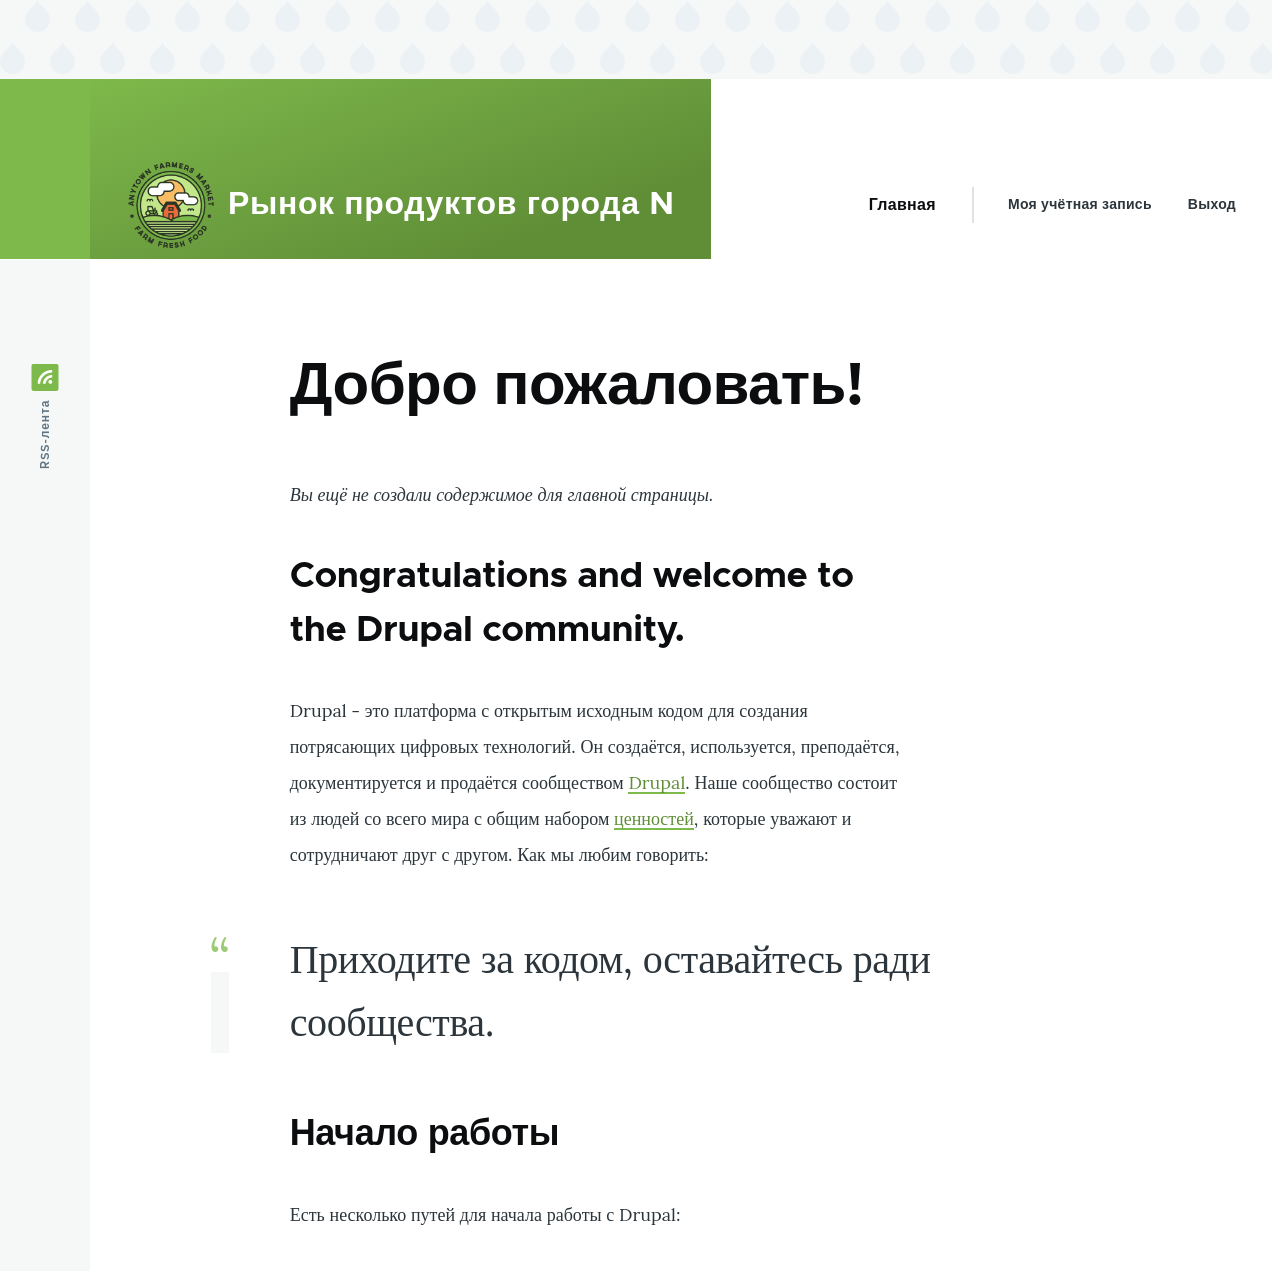 ANYTOWN FARMERS MARKET
FARM FRESH FOOD
Рынок продуктов города N
Главная
Моя учётная запись
Выход
RSS-лента
Добро пожаловать!
Вы ещё не создали содержимое для главной страницы.
Congratulations and welcome to
the Drupal community.
Drupal - это платформа с открытым исходным кодом для создания
потрясающих цифровых технологий. Он создаётся, используется, преподаётся,
документируется и продаётся сообществом Drupal. Наше сообщество состоит
из людей со всего мира с общим набором ценностей, которые уважают и
сотрудничают друг с другом. Как мы любим говорить:
“
Приходите за кодом, оставайтесь ради
сообщества.
Начало работы
Есть несколько путей для начала работы с Drupal: